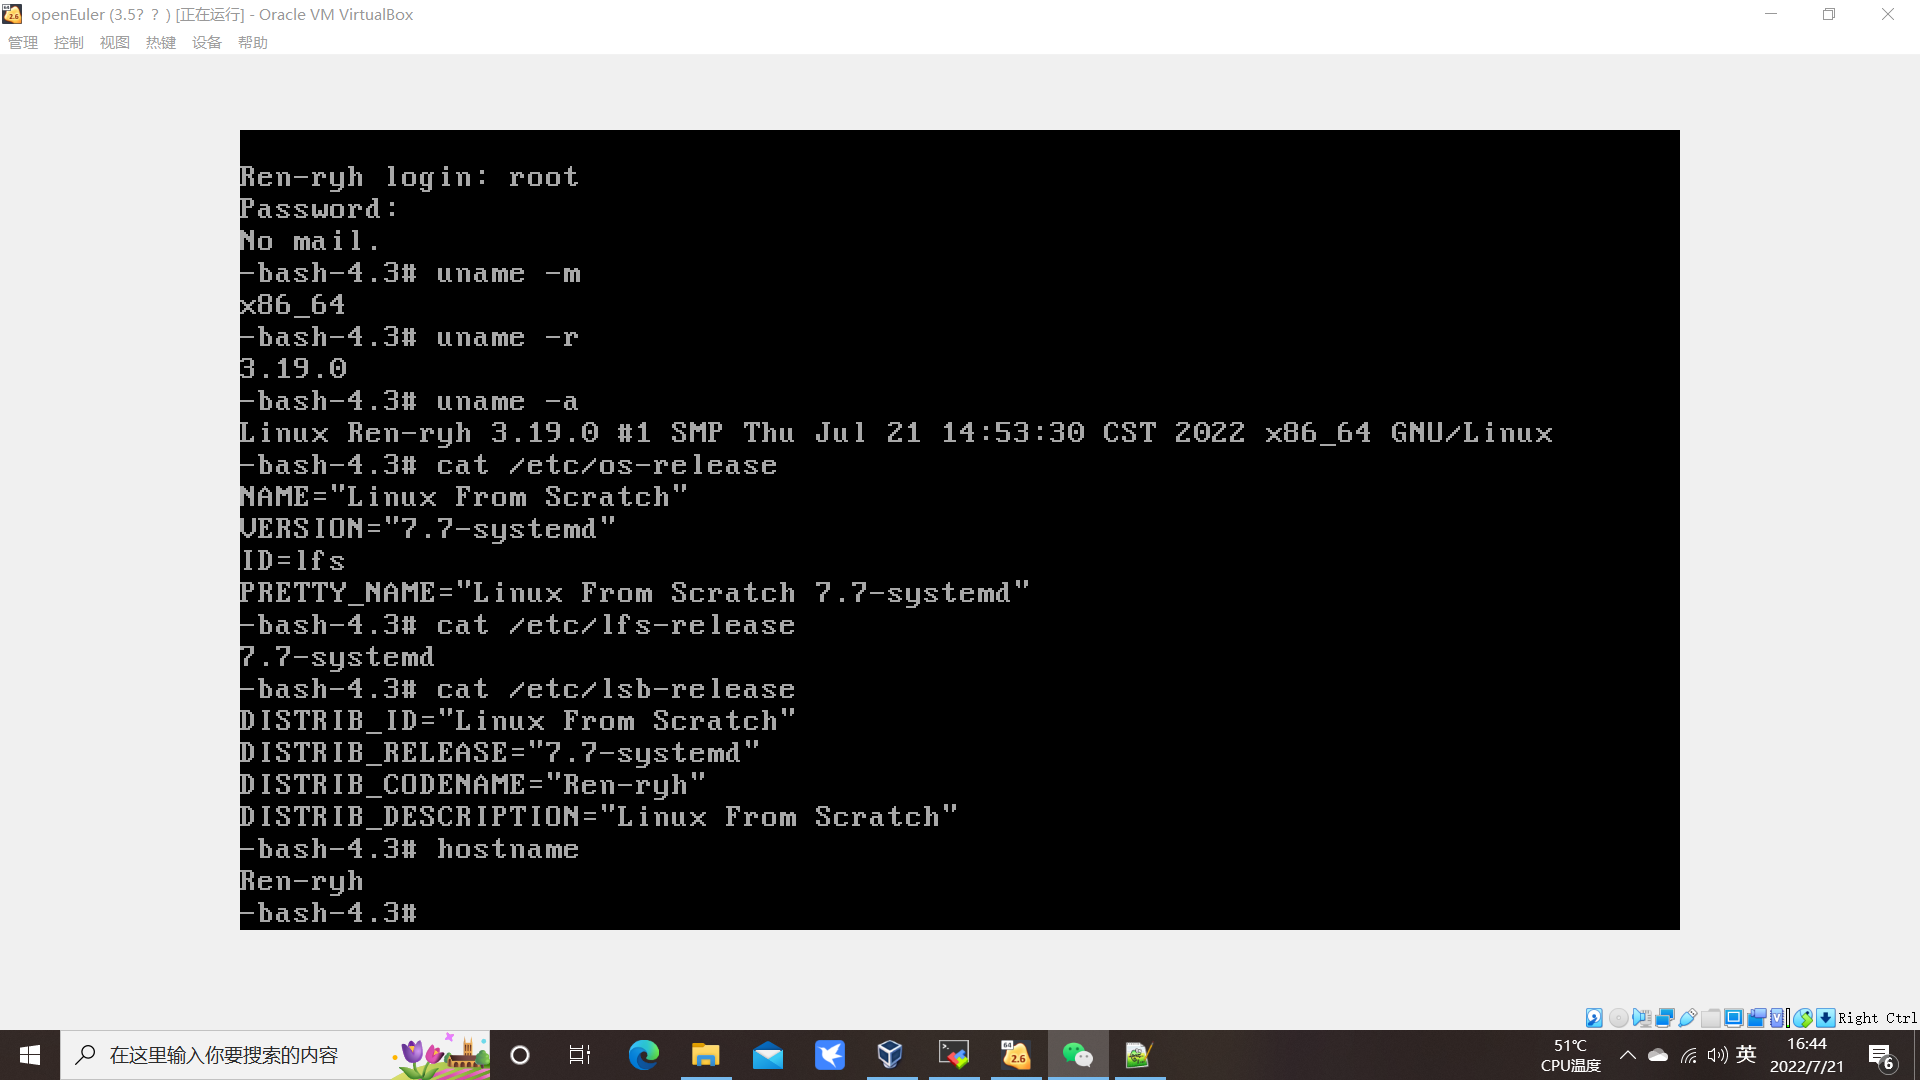 openEuler (3.5? ? ) [正在运行] - Oracle VM VirtualBox
管理 控制 视图 热键 设备 帮助
Ren-ryh login: root
Password:
No mail.
-bash-4.3# uname -m
x86_64
-bash-4.3# uname -r
3.19.0
-bash-4.3# uname -a
Linux Ren-ryh 3.19.0 #1 SMP Thu Jul 21 14:53:30 CST 2022 x86_64 GNU/Linux
-bash-4.3# cat /etc/os-release
NAME="Linux From Scratch"
VERSION="7.7-systemd"
ID=lfs
PRETTY_NAME="Linux From Scratch 7.7-systemd"
-bash-4.3# cat /etc/lfs-release
7.7-systemd
-bash-4.3# cat /etc/lsb-release
DISTRIB_ID="Linux From Scratch"
DISTRIB_RELEASE="7.7-systemd"
DISTRIB_CODENAME="Ren-ryh"
DISTRIB_DESCRIPTION="Linux From Scratch"
-bash-4.3# hostname
Ren-ryh
-bash-4.3#
Right Ctrl
在这里输入你要搜索的内容
64
2.6
51℃
CPU温度
英
16:44
2022/7/21
6